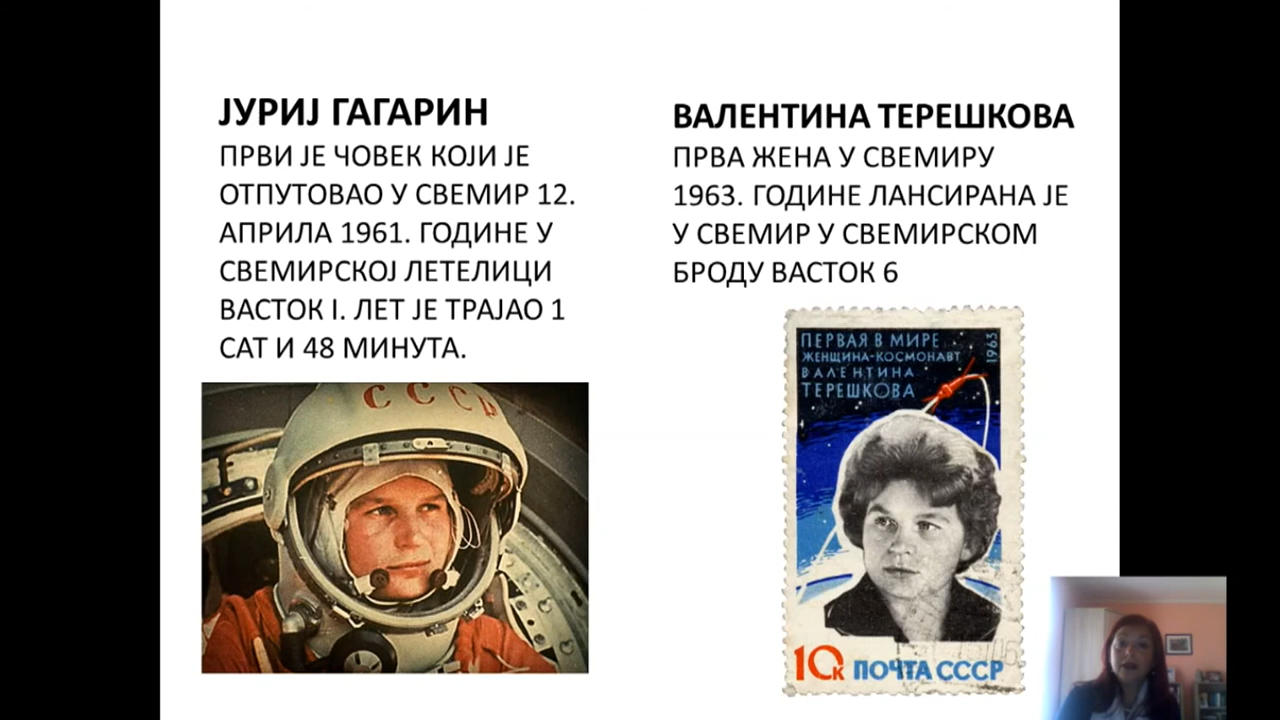 ЈУРИЈ ГАГАРИН
ПРВИ ЈЕ ЧОВЕК КОЈИ ЈЕ
ОТПУТОВАО У СВЕМИР 12.
АПРИЛА 1961. ГОДИНЕ У
СВЕМИРСКОЈ ЛЕТЕЛИЦИ
ВАСТОК I. ЛЕТ ЈЕ ТРАЈАО 1
САТ И 48 МИНУТА.
СССР
ВАЛЕНТИНА ТЕРЕШКОВА
ПРВА ЖЕНА У СВЕМИРУ
1963. ГОДИНЕ ЛАНСИРАНА ЈЕ
У СВЕМИР У СВЕМИРСКОМ
БРОДУ ВАСТОК 6
ПЕРВАЯ В МИРЕ
ЖЕНЩИНА-КОСМОНАВТ
ВАЛЕНТИНА
ТЕРЕШКОВА
1963
10К ПОЧТА СССР